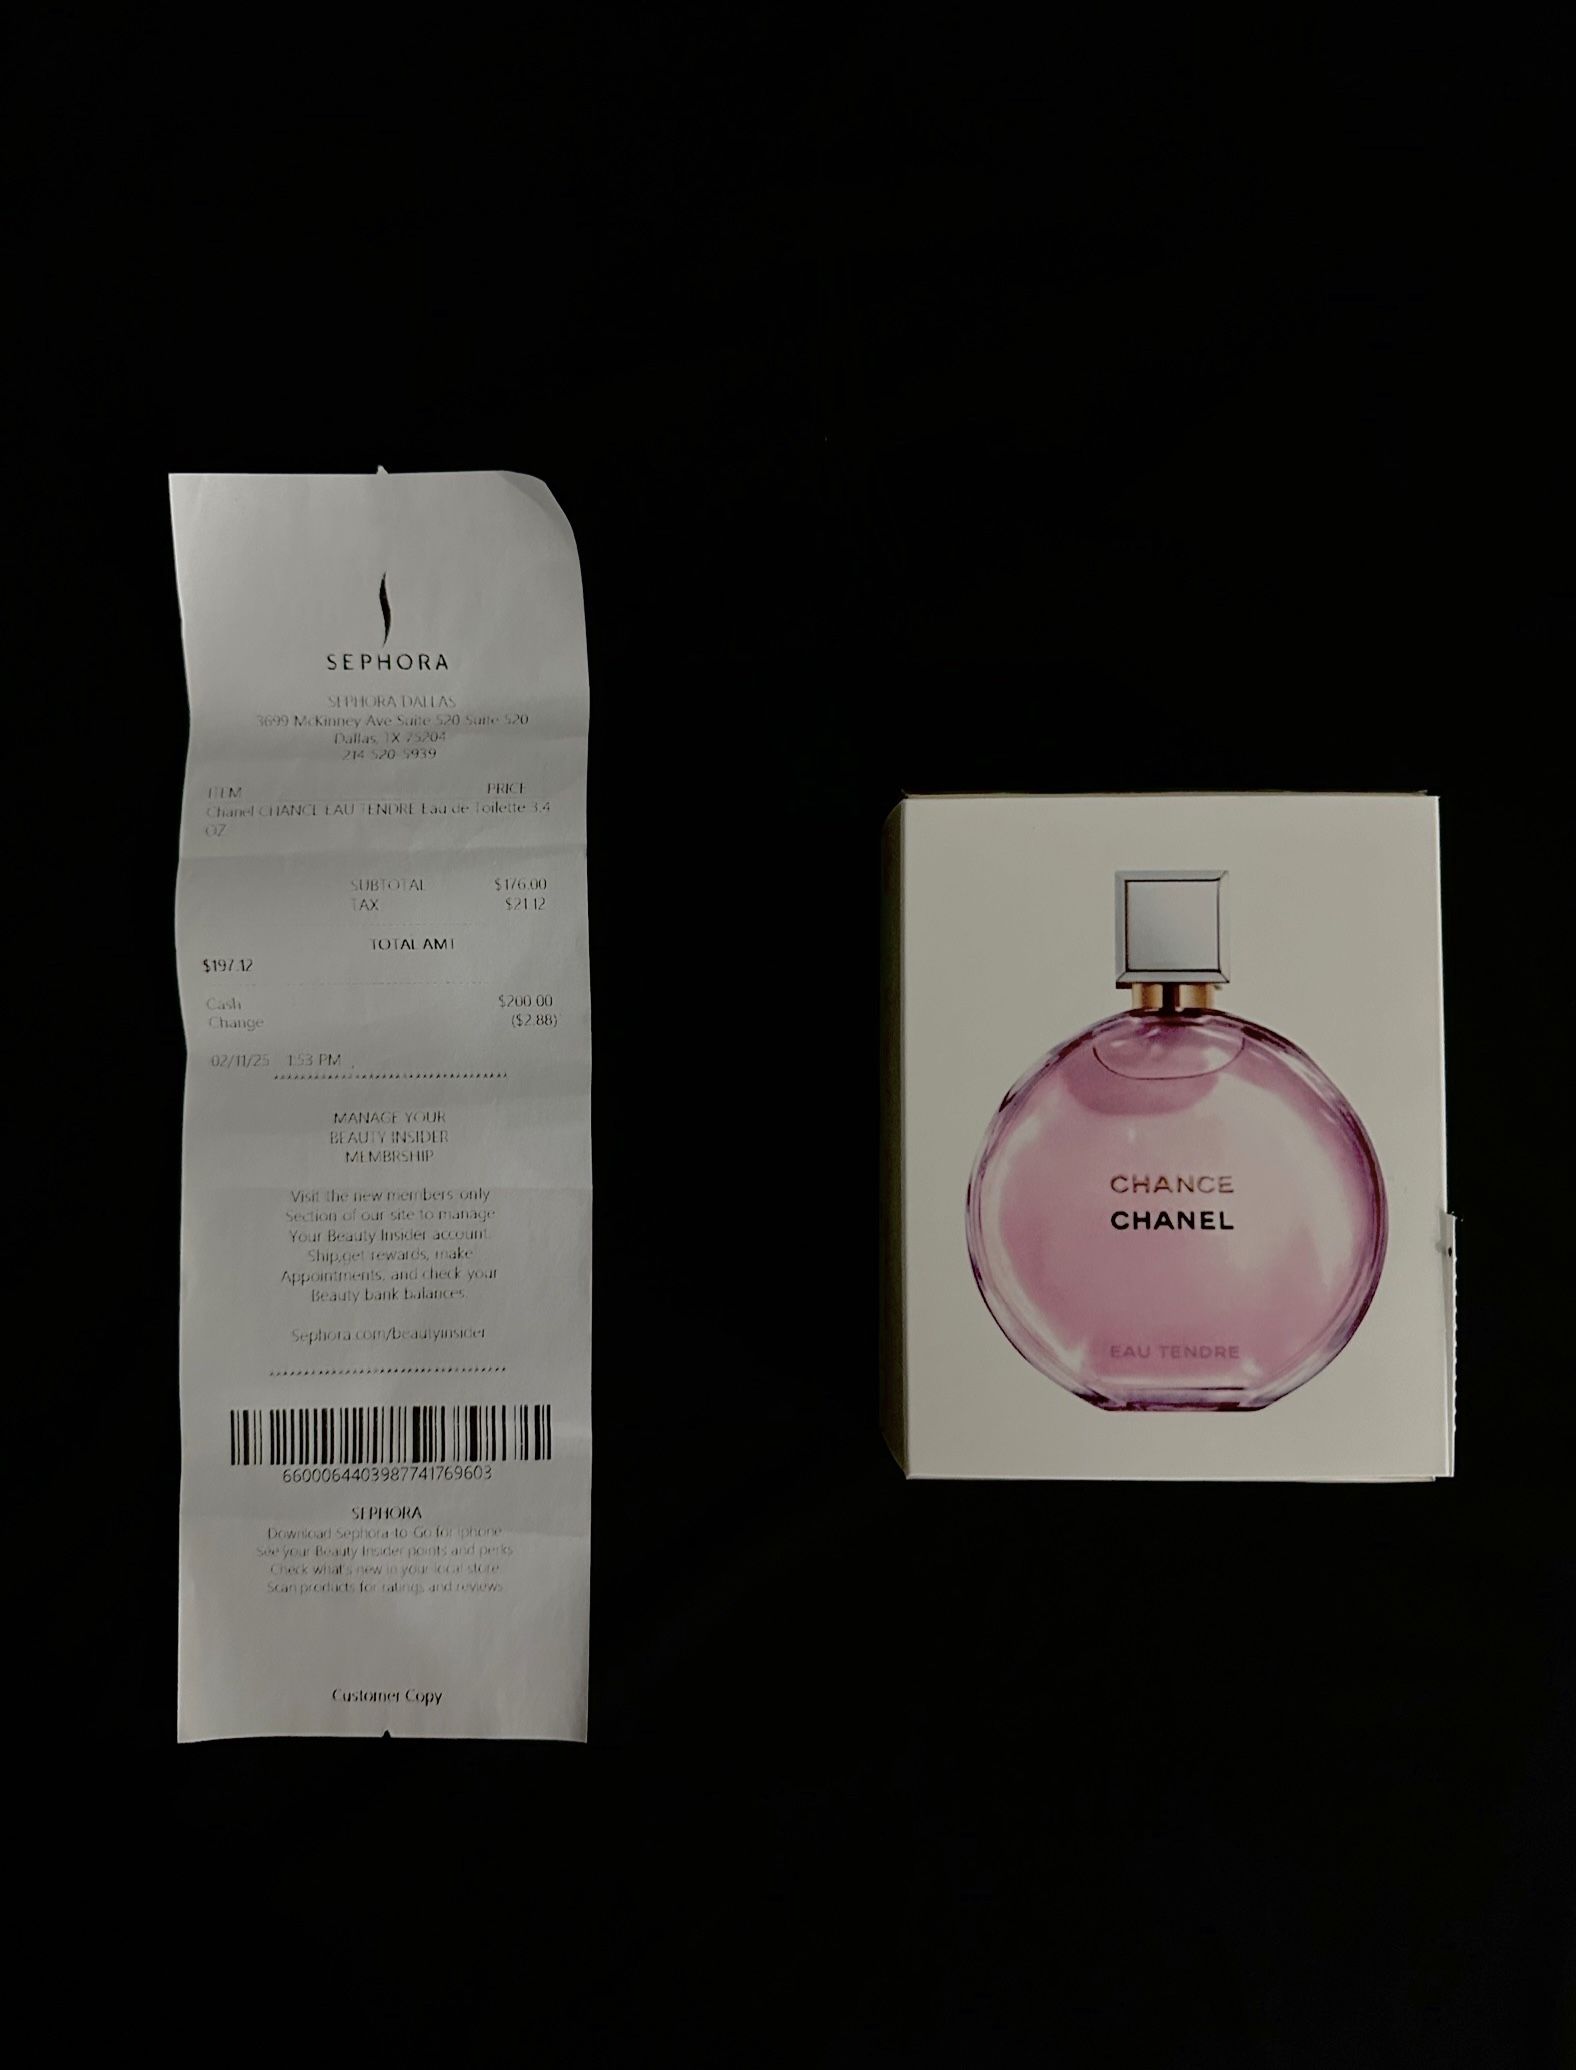 SEPHORA
SEPHORA DALLAS
3699 McKinney Ave Suite 520 Suite 520
Dallas, TX 75204
214-520-5939
ITEM PRICE
Chanel CHANCE EAU TENDRE Eau de Toilette 3.4
OZ
SUBTOTAL $176.00
TAX $21.12
TOTAL AMT
$197.12
Cash $200.00
Change ($2.88)
02/11/25 1:53 PM
MANAGE YOUR
BEAUTY INSIDER
MEMBRSHIP
Visit the new members only
Section of our site to manage
Your Beauty Insider account.
Ship,get rewards, make
Appointments, and check your
Beauty bank balances.
Sephora.com/beautyinsider
6600064403987741769603
SEPHORA
Download Sephora-to-Go for iphone
See your Beauty Insider points and perks
Check what's new in your local store
Scan products for ratings and reviews
Customer Copy
CHANCE
CHANEL
EAU TENDRE